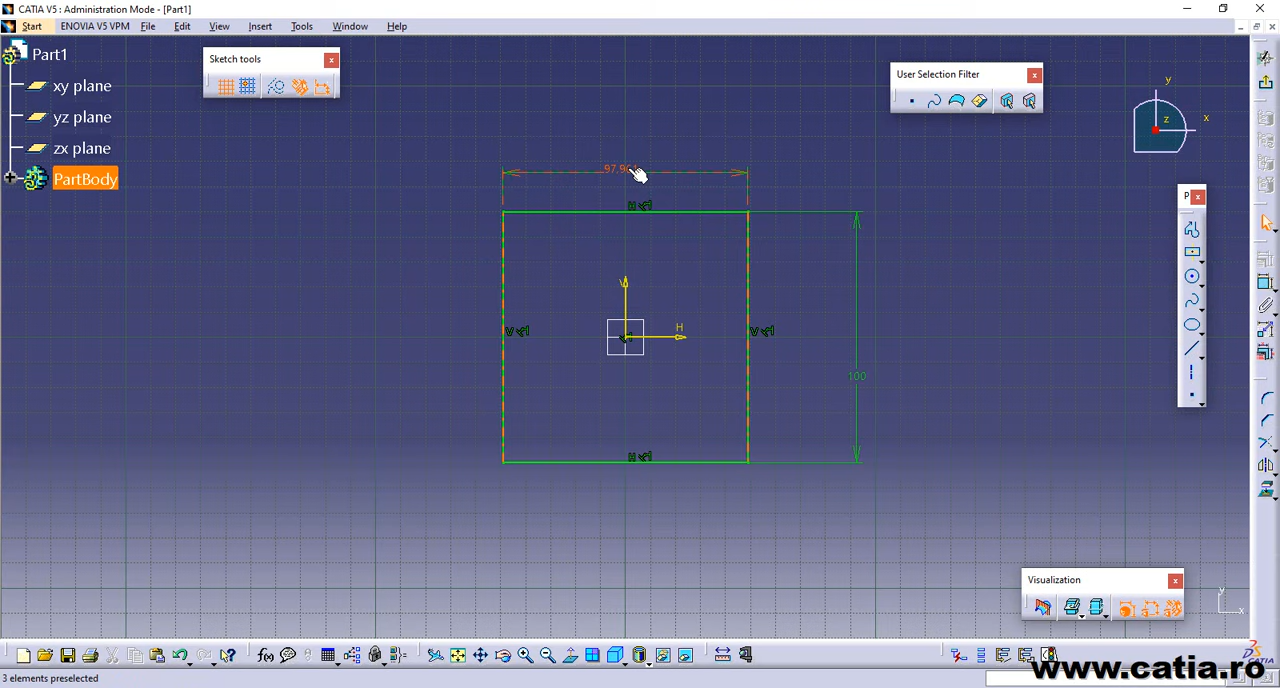 CATIA V5 : Administration Mode - [Part1]
Start ENOVIA V5 VPM File Edit View Insert Tools Window Help
Part1
Sketch tools
User Selection Filter
xy plane
yz plane
zx plane
PartBody
y
x
z
P
H
V
H
V
V
H
100
f(x)
Visualization
y
x
3 elements preselected
CATIA
www.catia.ro